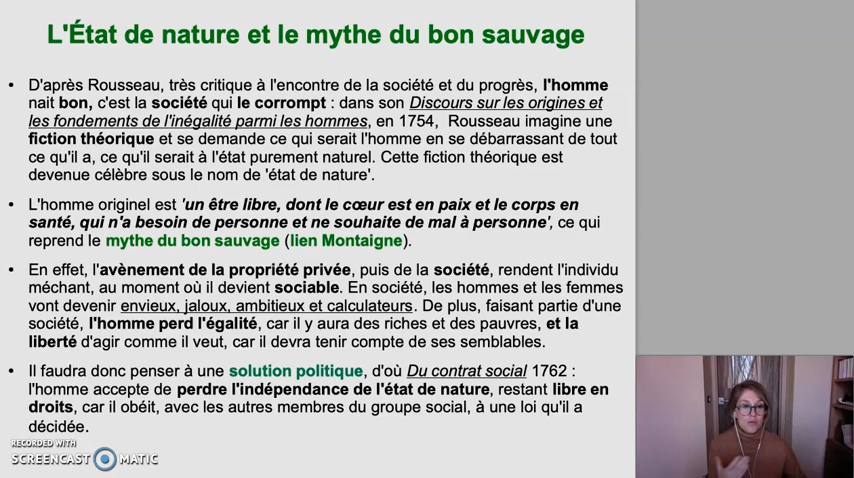 L'État de nature et le mythe du bon sauvage
• D'après Rousseau, très critique à l'encontre de la société et du progrès, l'homme
nait bon, c'est la société qui le corrompt : dans son Discours sur les origines et
les fondements de l'inégalité parmi les hommes, en 1754, Rousseau imagine une
fiction théorique et se demande ce qui serait l'homme en se débarrassant de tout
ce qu'il a, ce qu'il serait à l'état purement naturel. Cette fiction théorique est
devenue célèbre sous le nom de 'état de nature'.
• L'homme originel est 'un être libre, dont le cœur est en paix et le corps en
santé, qui n'a besoin de personne et ne souhaite de mal à personne', ce qui
reprend le mythe du bon sauvage (lien Montaigne).
• En effet, l'avènement de la propriété privée, puis de la société, rendent l'individu
méchant, au moment où il devient sociable. En société, les hommes et les femmes
vont devenir envieux, jaloux, ambitieux et calculateurs. De plus, faisant partie d'une
société, l'homme perd l'égalité, car il y aura des riches et des pauvres, et la
liberté d'agir comme il veut, car il devra tenir compte de ses semblables.
• Il faudra donc penser à une solution politique, d'où Du contrat social 1762 :
l'homme accepte de perdre l'indépendance de l'état de nature, restant libre en
droits, car il obéit, avec les autres membres du groupe social, à une loi qu'il a
décidée.
RECORDED WITH
SCREENCAST MATIC